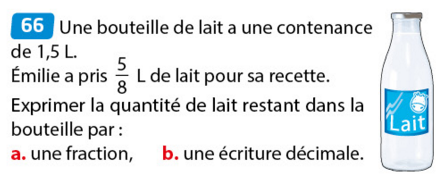 66 Une bouteille de lait a une contenance
de 1,5 L.
Émilie a pris 5/8 L de lait pour sa recette.
Exprimer la quantité de lait restant dans la
bouteille par :
a. une fraction, b. une écriture décimale.
Lait